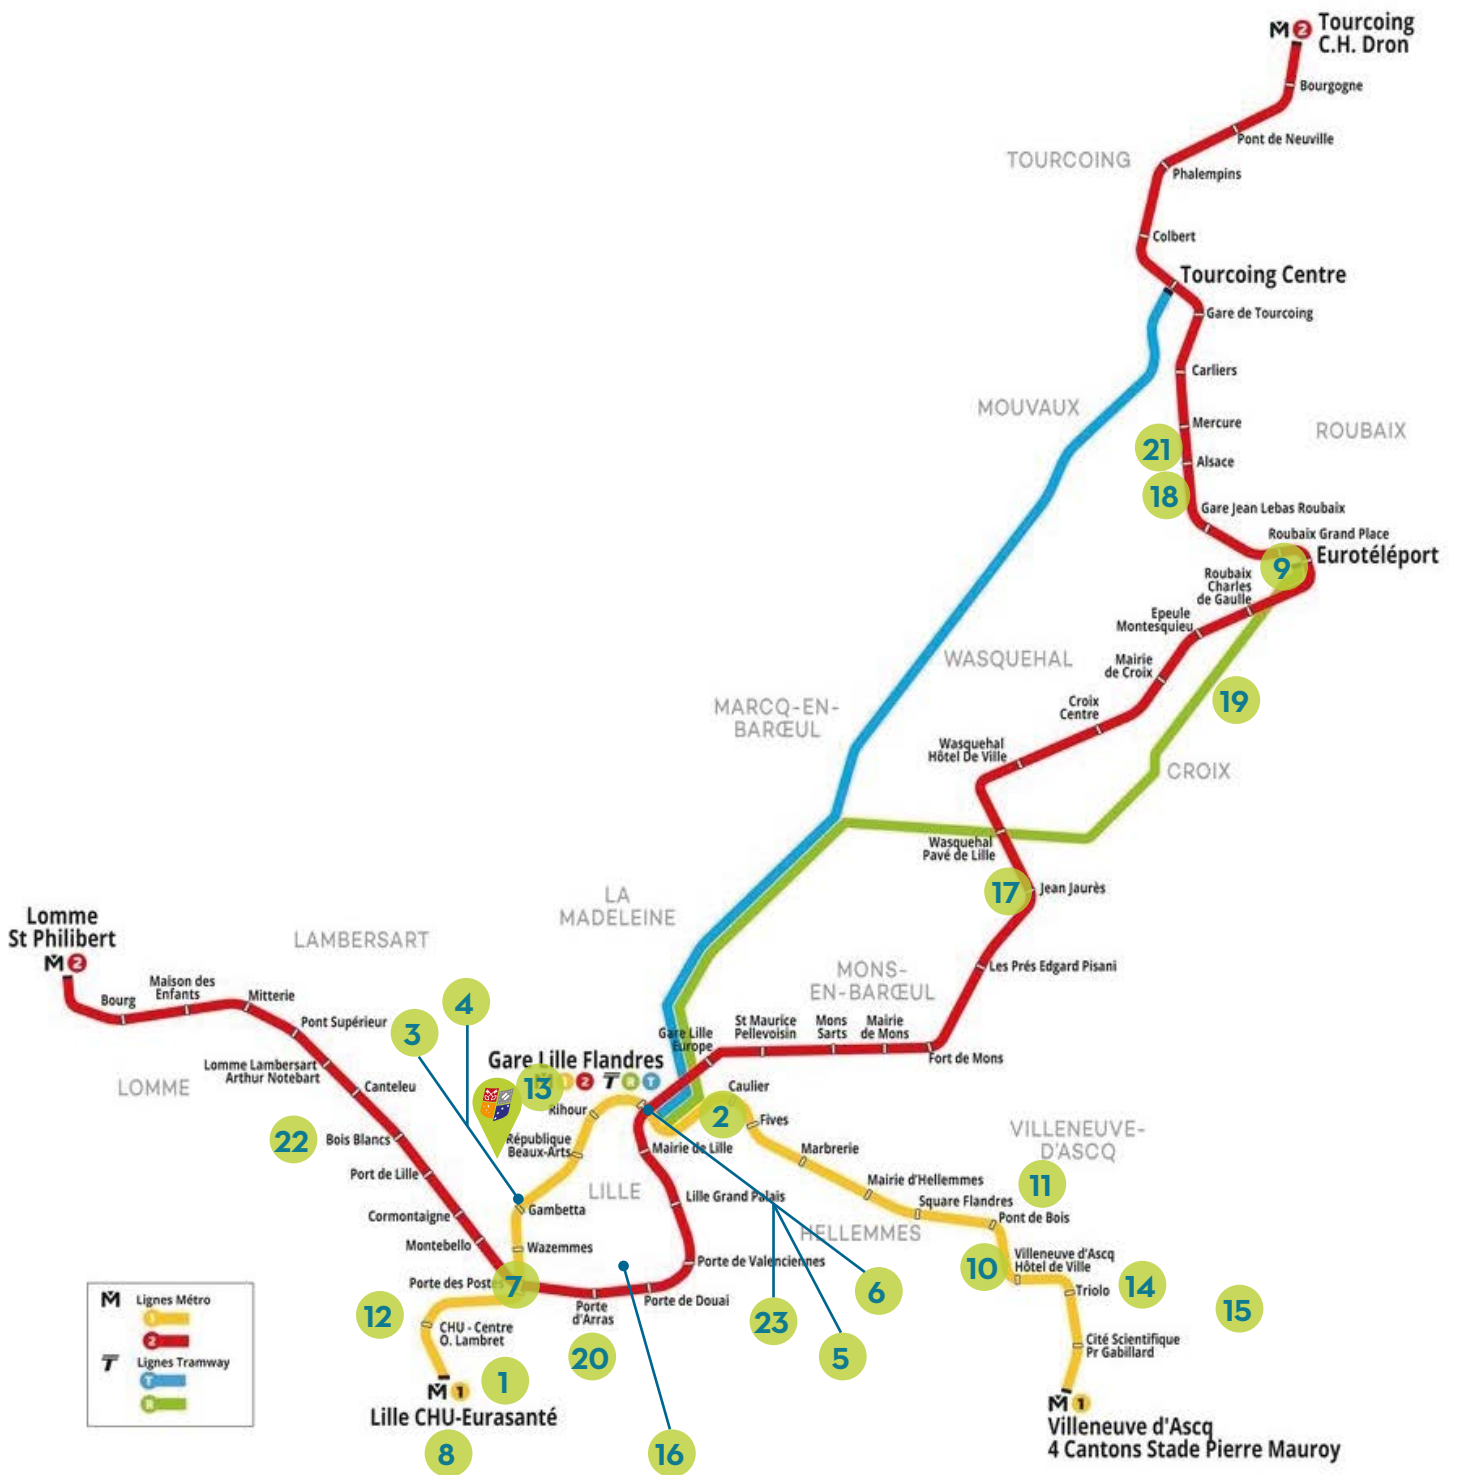 M 2 Tourcoing
C.H. Dron
Bourgogne
Pont de Neuville
TOURCOING
Phalempins
Colbert
Tourcoing Centre
Gare de Tourcoing
Carliers
MOUVAUX
Mercure
ROUBAIX
21
Alsace
18
Gare Jean Lebas Roubaix
Roubaix Grand Place
Eurotéléport
9
Roubaix
Charles
de Gaulle
Epeule
Montesquieu
WASQUEHAL
Mairie
de Croix
19
Croix
Centre
MARCQ-EN-
BARŒUL
Wasquehal
Hôtel De Ville
CROIX
Wasquehal
Pavé de Lille
17
Jean Jaurès
LA
MADELEINE
Lomme
St Philibert
M 2
LAMBERSART
Les Prés Edgard Pisani
MONS-
EN-BARŒUL
Maison des
Enfants
Bourg
Mitterie
Pont Supérieur
4
3
St Maurice
Pellevoisin
Mons
Sarts
Mairie
de Mons
Gare Lille
Europe
Fort de Mons
Gare Lille Flandres
2 T R T
13
Lomme Lambersart
Arthur Notebart
LOMME
Canteleu
Rihour
Caulier
2
Fives
22
Bois Blancs
République
Beaux-Arts
Mairie de Lille
Marbrerie
VILLENEUVE-
D'ASCQ
11
Port de Lille
LILLE
Lille Grand Palais
Mairie d'Hellemmes
Square Flandres
Pont de Bois
Cormontaigne
Gambetta
HELLEMMES
Montebello
Wazemmes
Porte de Valenciennes
10
Villeneuve d'Ascq
Hôtel de Ville
Porte des Postes
7
6
Triolo
14
15
Porte
d'Arras
Porte de Douai
12
CHU - Centre
O. Lambret
23
Cité Scientifique
Pr Gabillard
20
5
1
M 1
Lille CHU-Eurasanté
8
16
M 1
Villeneuve d'Ascq
4 Cantons Stade Pierre Mauroy
M Lignes Métro
1
2
T Lignes Tramway
T
R